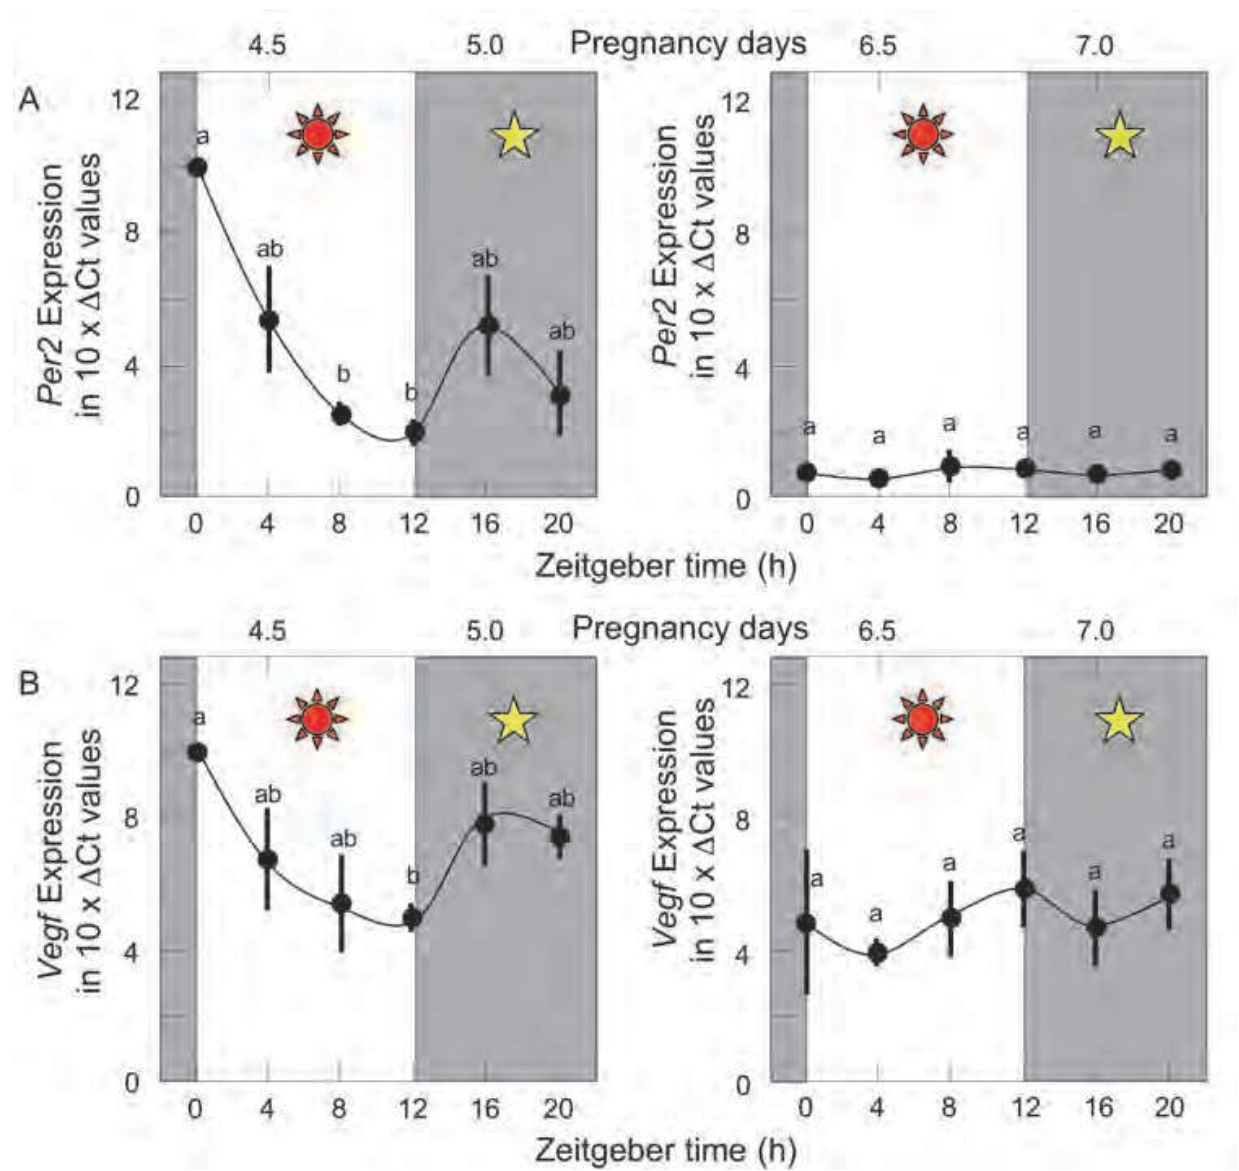 4.5 5.0 Pregnancy days 6.5 7.0
A
Per2 Expression
in 10 x ΔCt values
12
8
4
0
a
ab
b
b
ab
ab
0 4 8 12 16 20
Per2 Expression
in 10 x ΔCt values
12
8
4
0
a
a
a
a
a
a
0 4 8 12 16 20
Zeitgeber time (h)
4.5 5.0 Pregnancy days 6.5 7.0
B
Vegf Expression
in 10 x ΔCt values
12
8
4
0
a
ab
ab
b
ab
ab
0 4 8 12 16 20
Vegf Expression
in 10 x ΔCt values
12
8
4
0
a
a
a
a
a
a
0 4 8 12 16 20
Zeitgeber time (h)